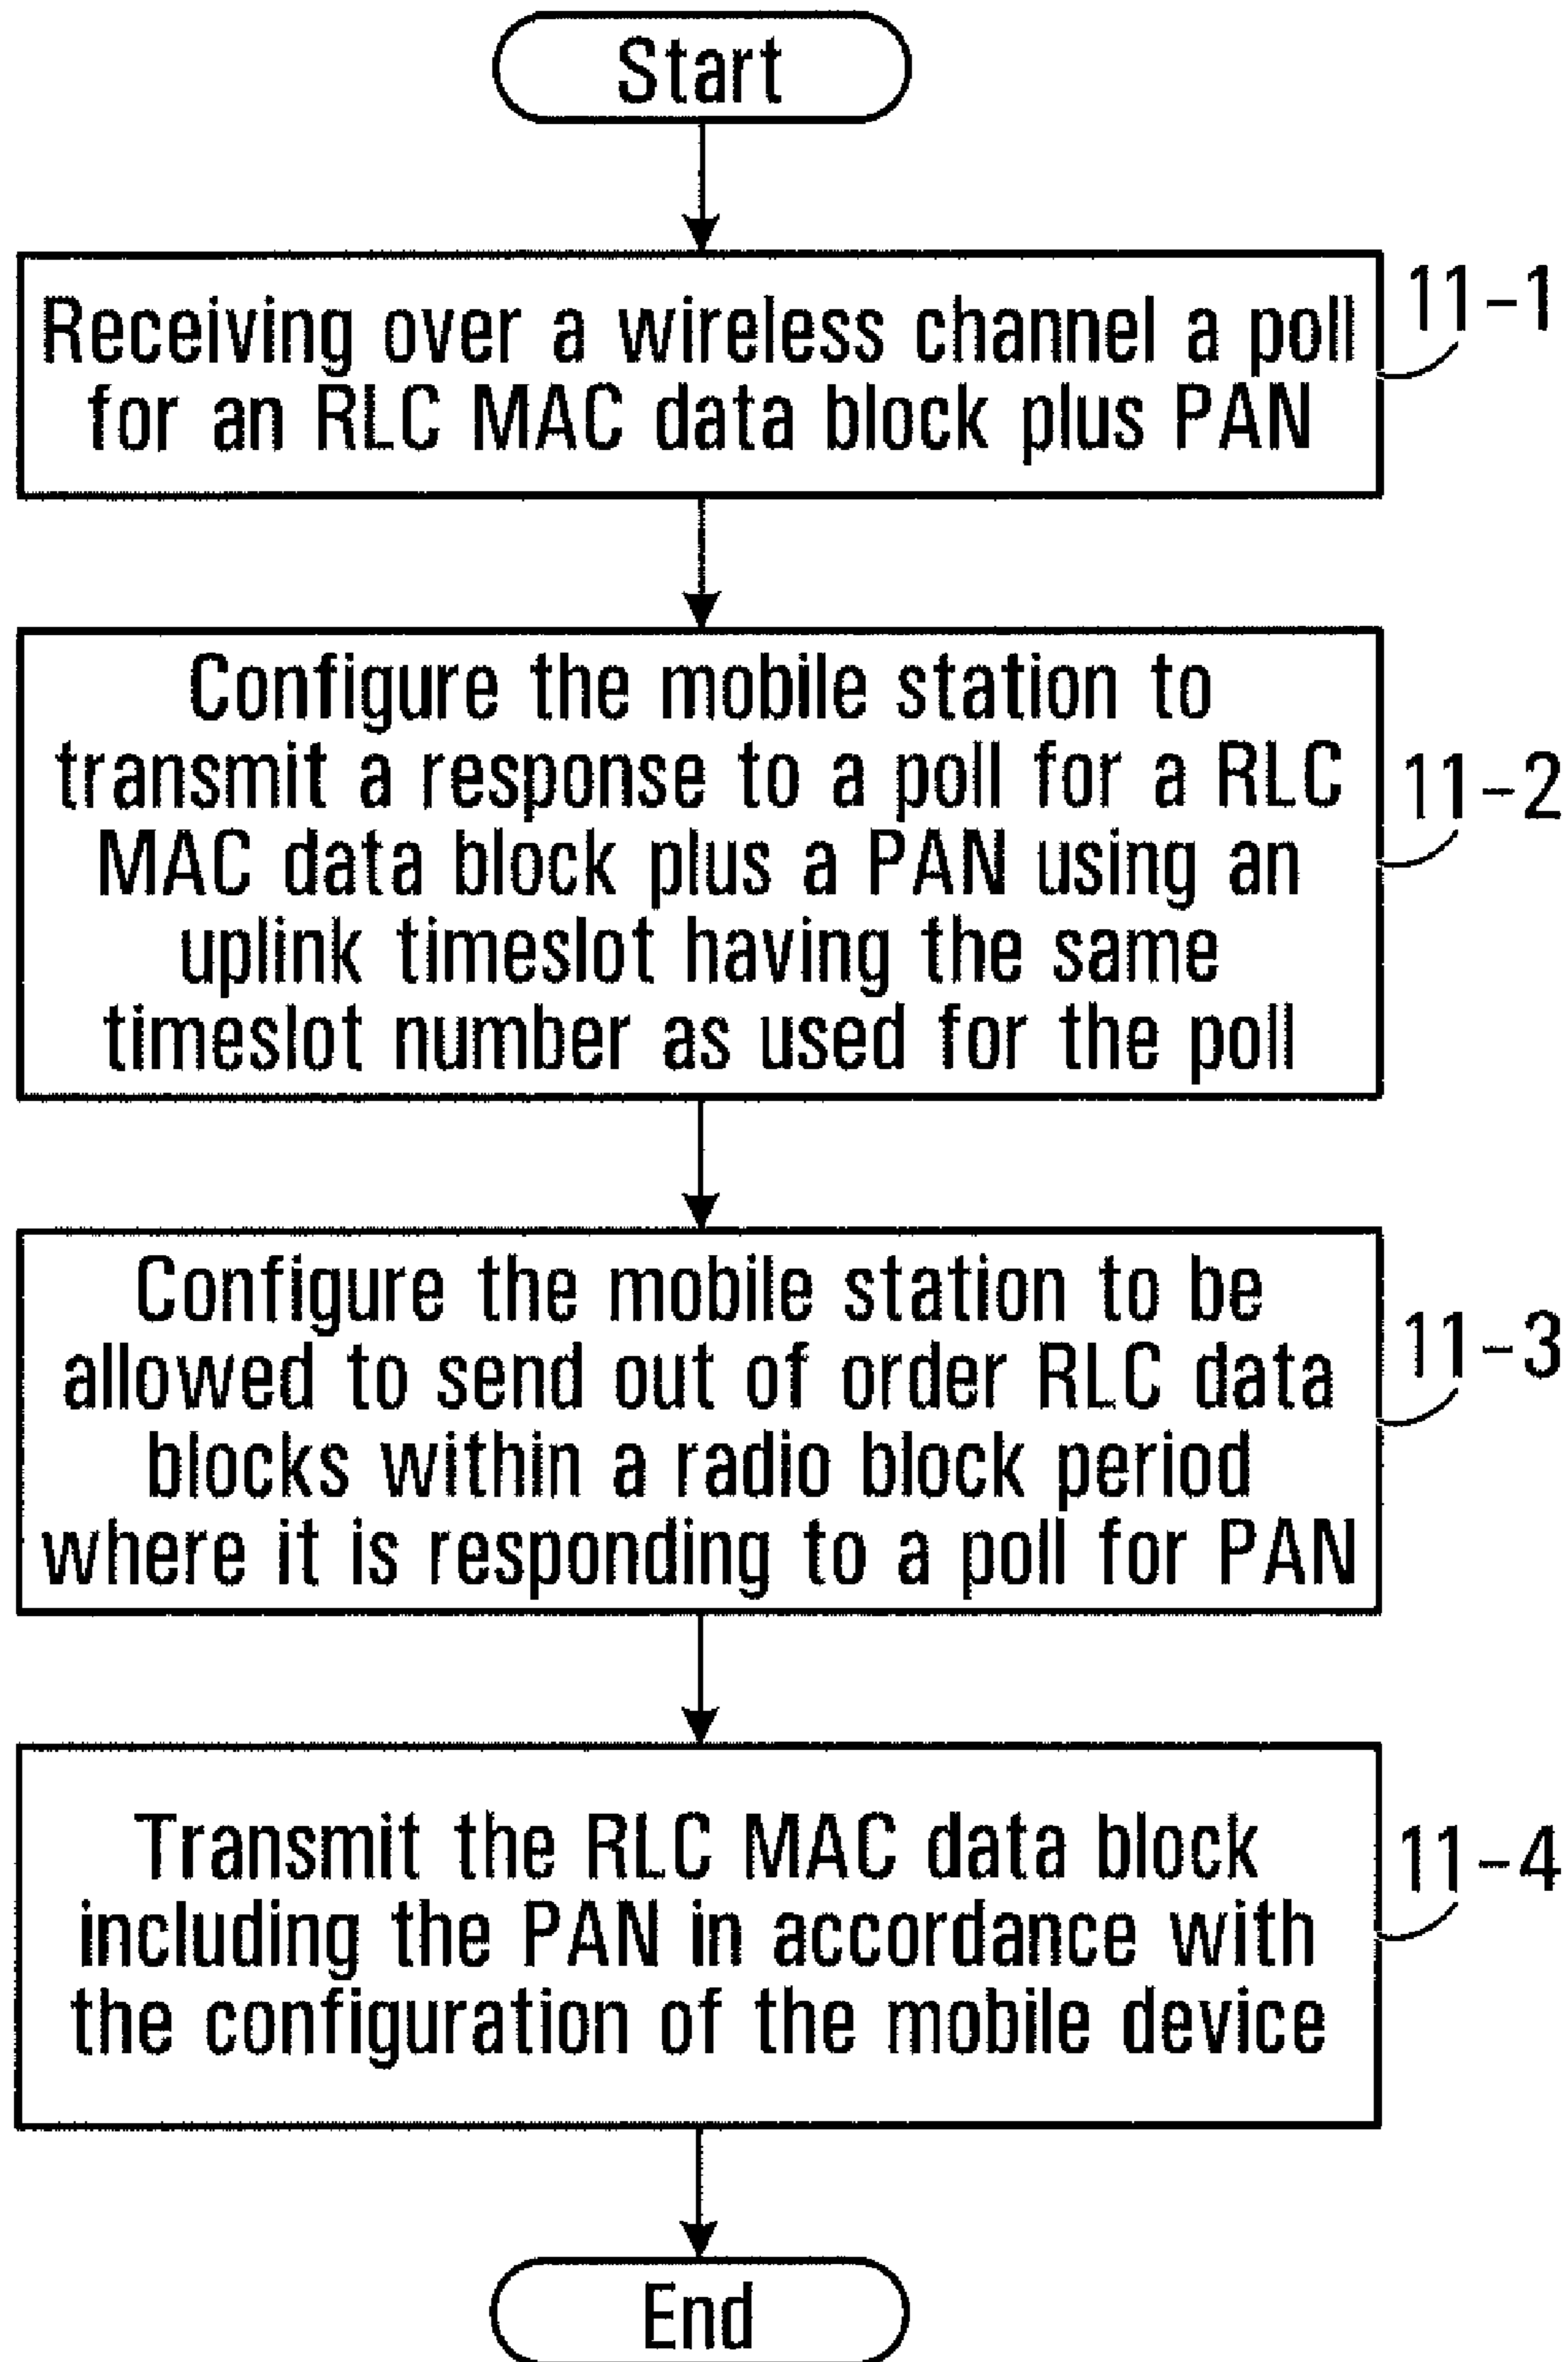 Start
Receiving over a wireless channel a poll
for an RLC MAC data block plus PAN
11-1
Configure the mobile station to
transmit a response to a poll for a RLC
MAC data block plus a PAN using an
uplink timeslot having the same
timeslot number as used for the poll
11-2
Configure the mobile station to be
allowed to send out of order RLC data
blocks within a radio block period
where it is responding to a poll for PAN
11-3
Transmit the RLC MAC data block
including the PAN in accordance with
the configuration of the mobile device
11-4
End